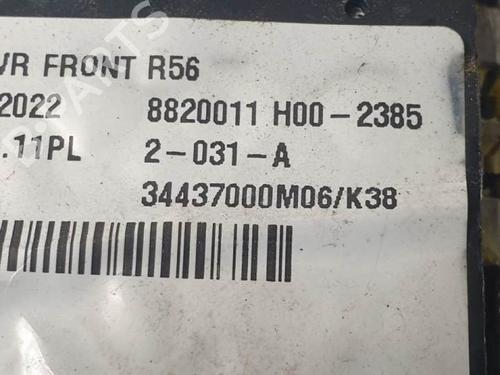 VR FRONT R56
2022 8820011 H00-2385
.11PL 2-031-A
34437000M06/K38